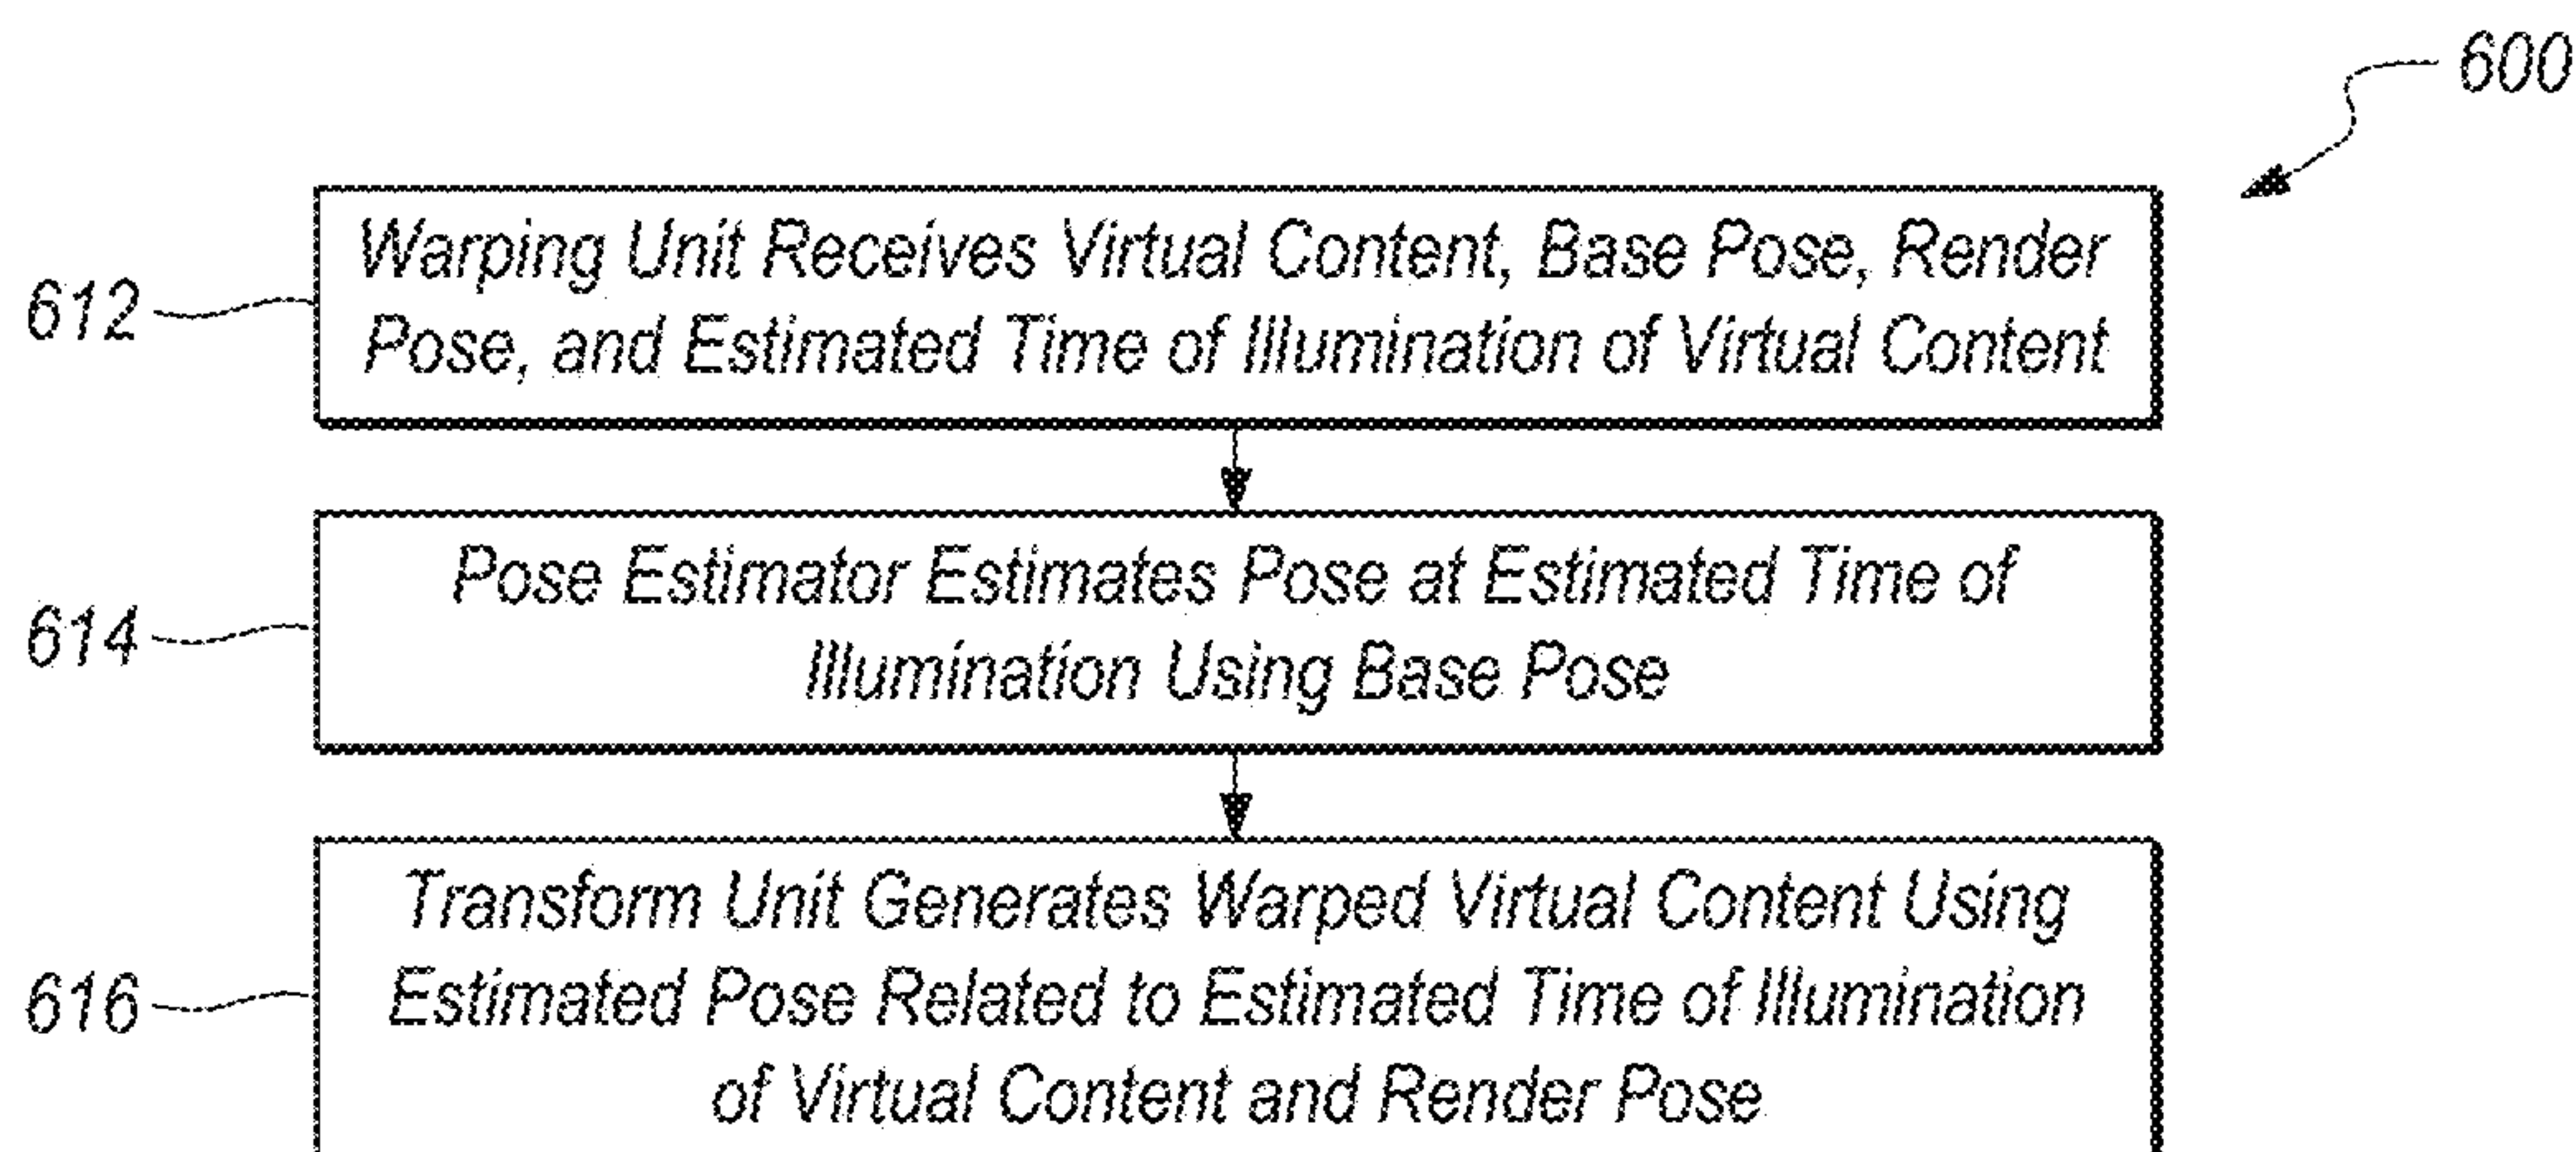 600
612
Warping Unit Receives Virtual Content, Base Pose, Render
Pose, and Estimated Time of Illumination of Virtual Content
614
Pose Estimator Estimates Pose at Estimated Time of
Illumination Using Base Pose
616
Transform Unit Generates Warped Virtual Content Using
Estimated Pose Related to Estimated Time of Illumination
of Virtual Content and Render Pose